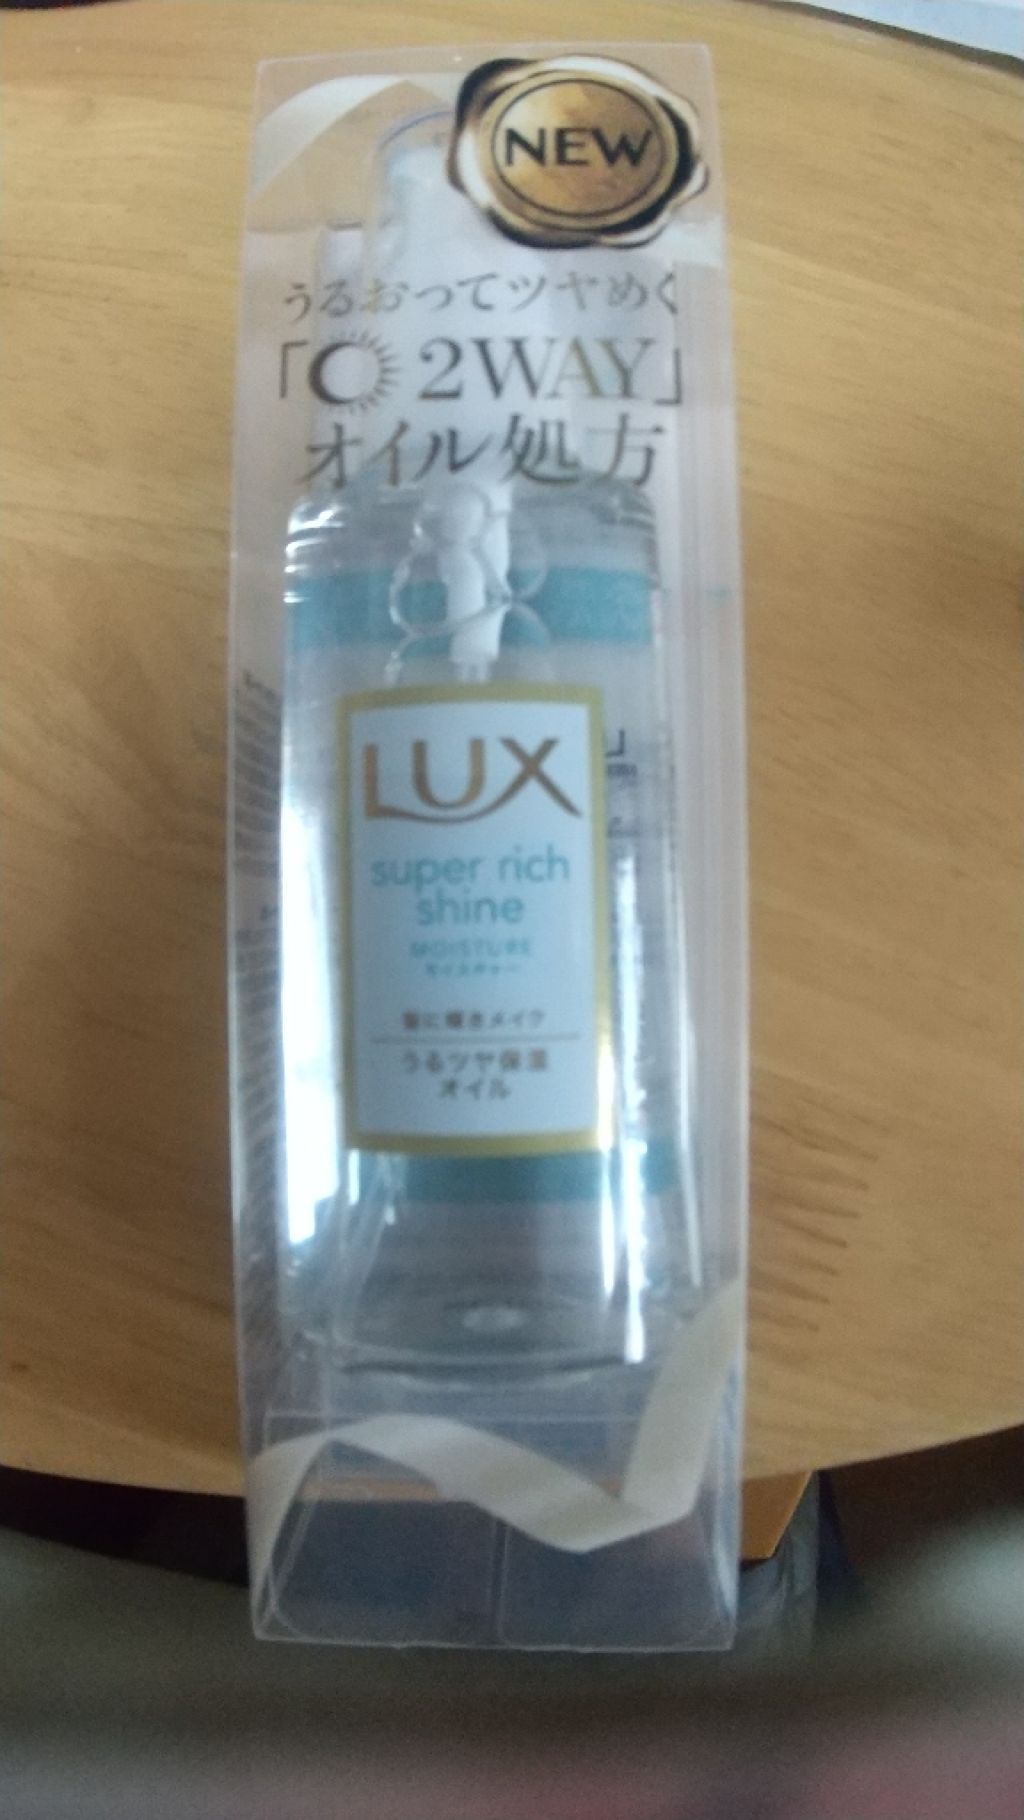 NEW
うるおってツヤめく
「 2WAY」
オイル処方
LUX
super rich
shine
MOISTURE
モイスチャー
髪に輝きメイク
うるツヤ保湿
オイル